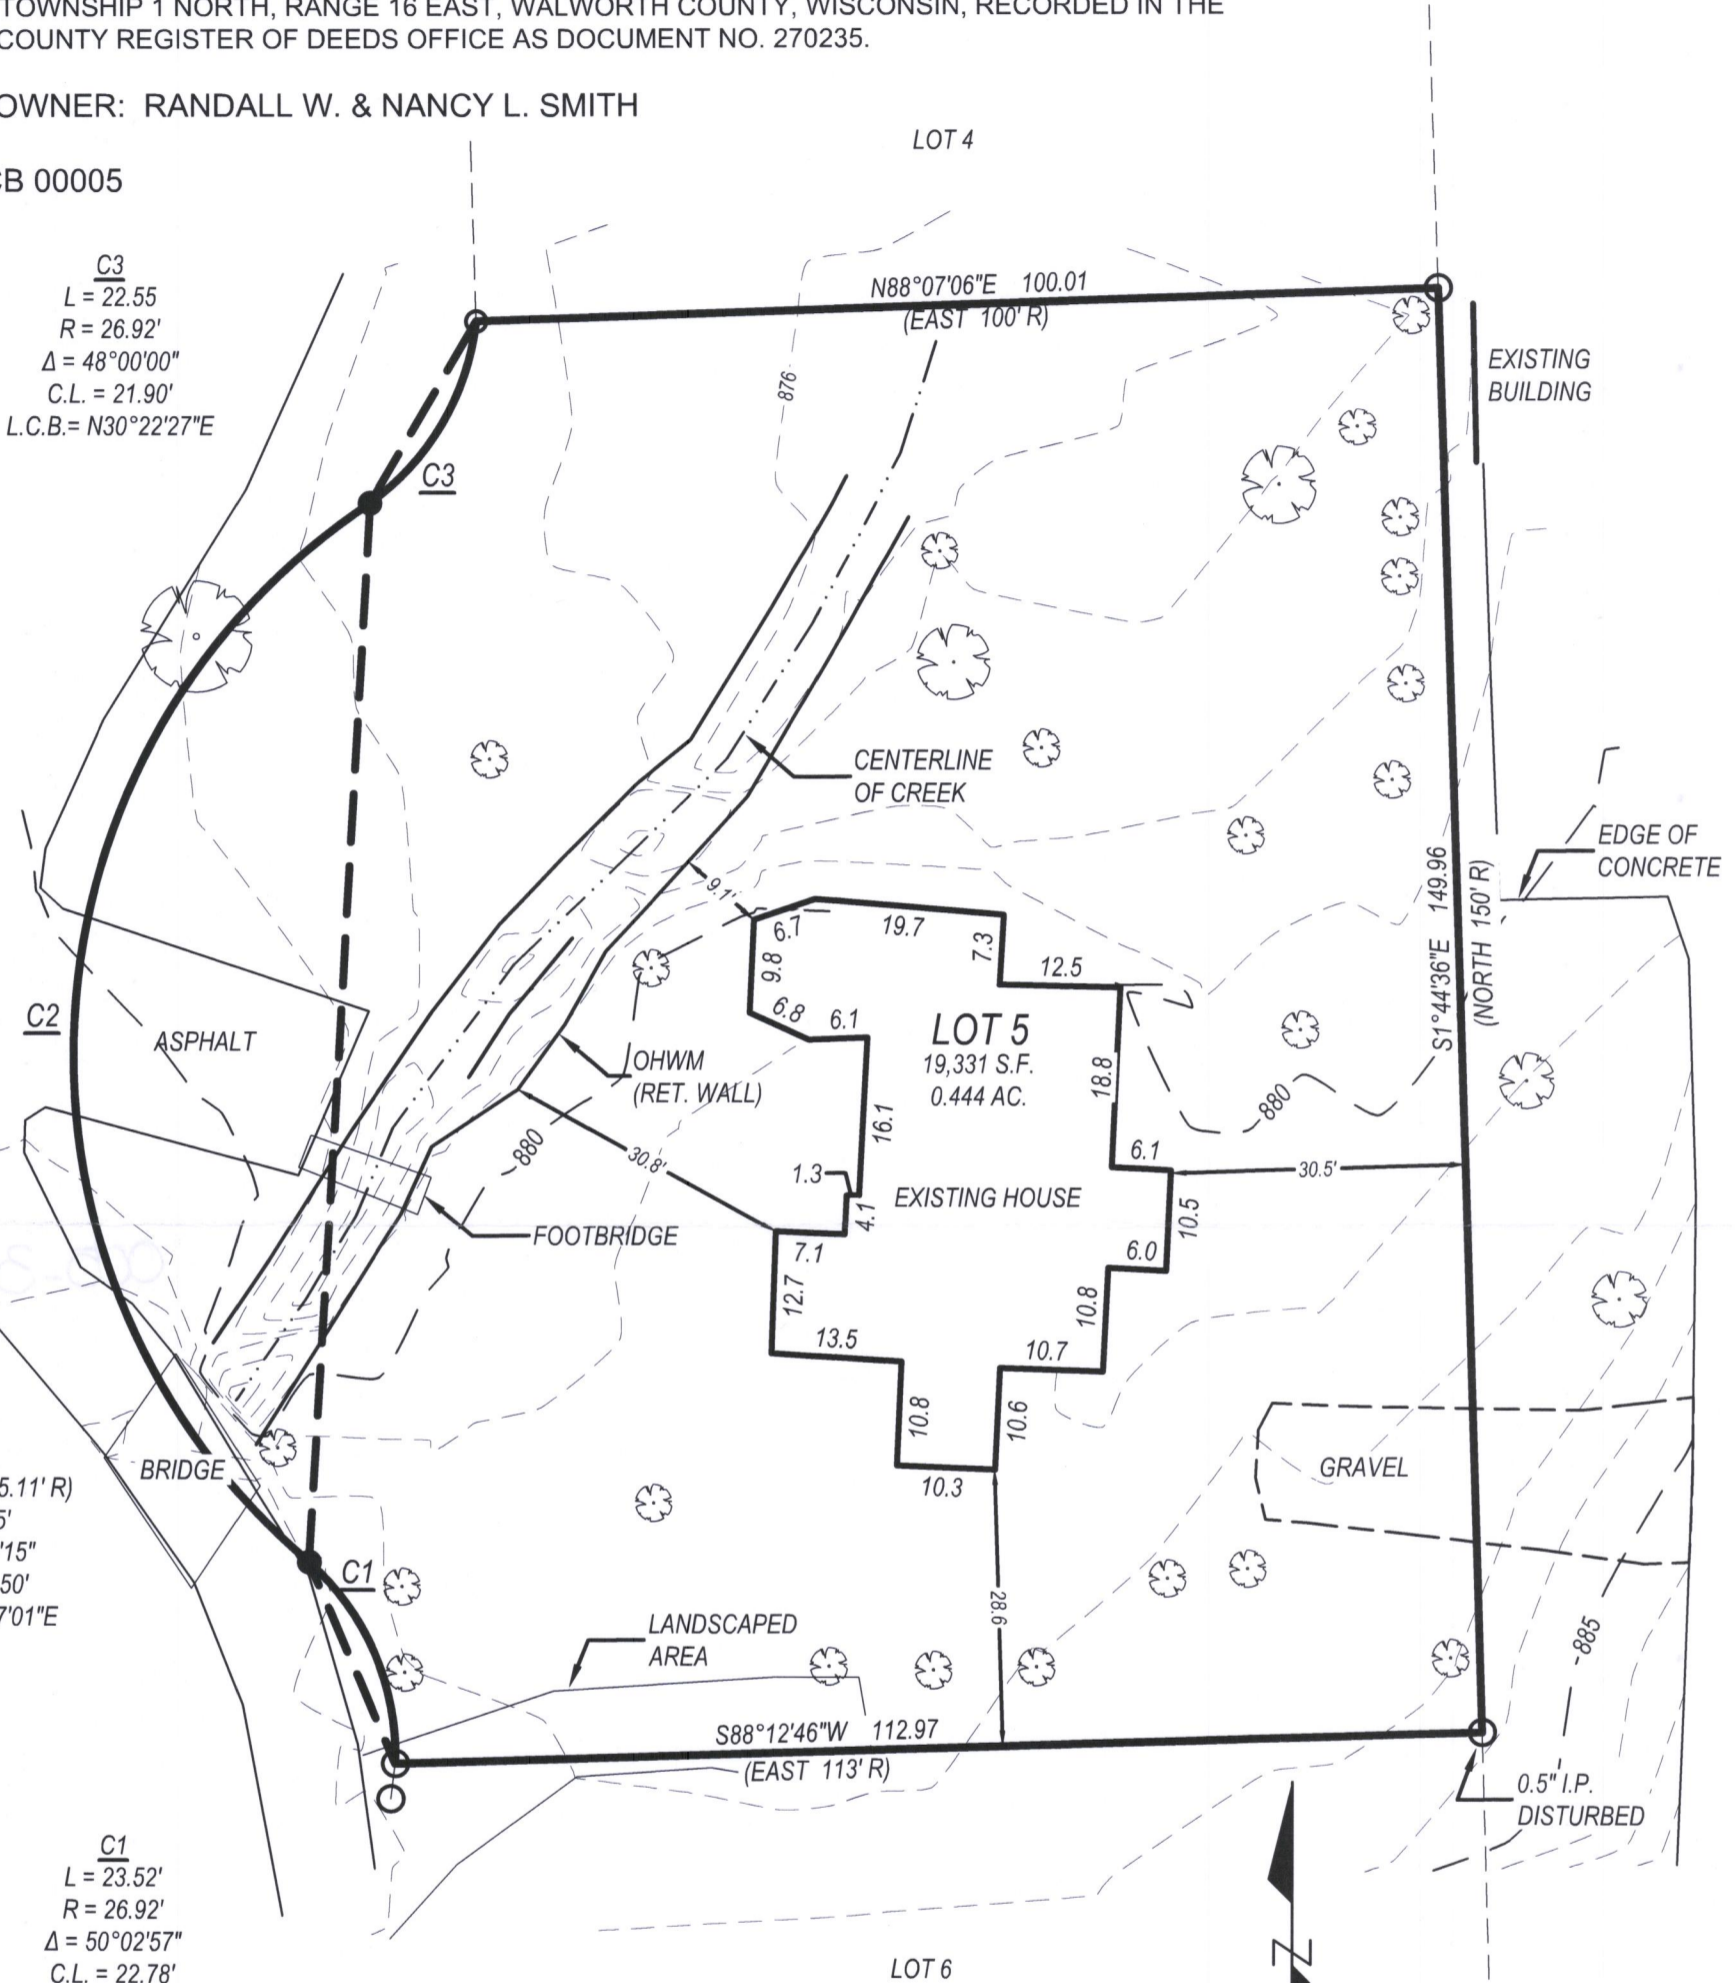 TOWNSHIP 1 NORTH, RANGE 16 EAST, WALWORTH COUNTY, WISCONSIN, RECORDED IN THE
COUNTY REGISTER OF DEEDS OFFICE AS DOCUMENT NO. 270235.
OWNER: RANDALL W. & NANCY L. SMITH
CB 00005
LOT 4
C3
L = 22.55
R = 26.92'
Δ = 48°00'00"
C.L. = 21.90'
L.C.B.= N30°22'27"E
N88°07'06"E 100.01
(EAST 100' R)
EXISTING
BUILDING
876
C3
CENTERLINE
OF CREEK
EDGE OF
CONCRETE
S1°44'36"E 149.96
(NORTH 150' R)
9.1'
6.7
19.7
7.3
9.8
12.5
6.8
6.1
C2
ASPHALT
LOT 5
19,331 S.F.
0.444 AC.
OHWM
(RET. WALL)
18.8
880
880
16.1
30.8'
6.1
30.5'
1.3
EXISTING HOUSE
4.1
10.5
FOOTBRIDGE
7.1
6.0
12.7
10.8
13.5
10.7
10.8
10.6
BRIDGE
GRAVEL
10.3
5.11' R)
5'
'15"
50'
7'01"E
C1
28.6
LANDSCAPED
AREA
885
S88°12'46"W 112.97
(EAST 113' R)
0.5" I.P.
DISTURBED
C1
L = 23.52'
R = 26.92'
Δ = 50°02'57"
C.L. = 22.78'
LOT 6
N